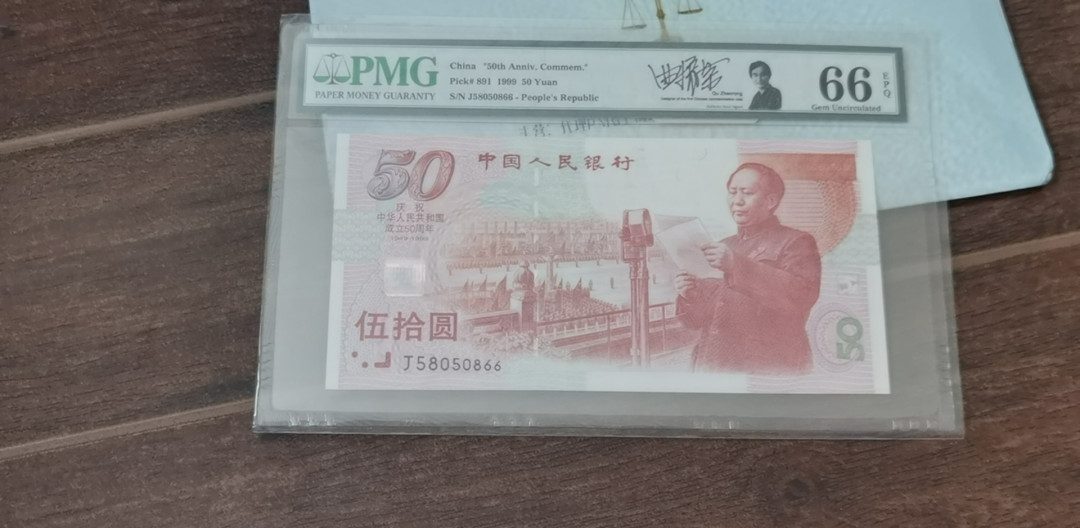 PMG
PAPER MONEY GUARANTY
China "50th Anniv. Commem."
Pick# 891 1999 50 Yuan
S/N J58050866 - People's Republic
66
EPQ
Gem Uncirculated
50
中国人民银行
庆祝
中华人民共和国
成立50周年
伍拾圆
J58050866
50